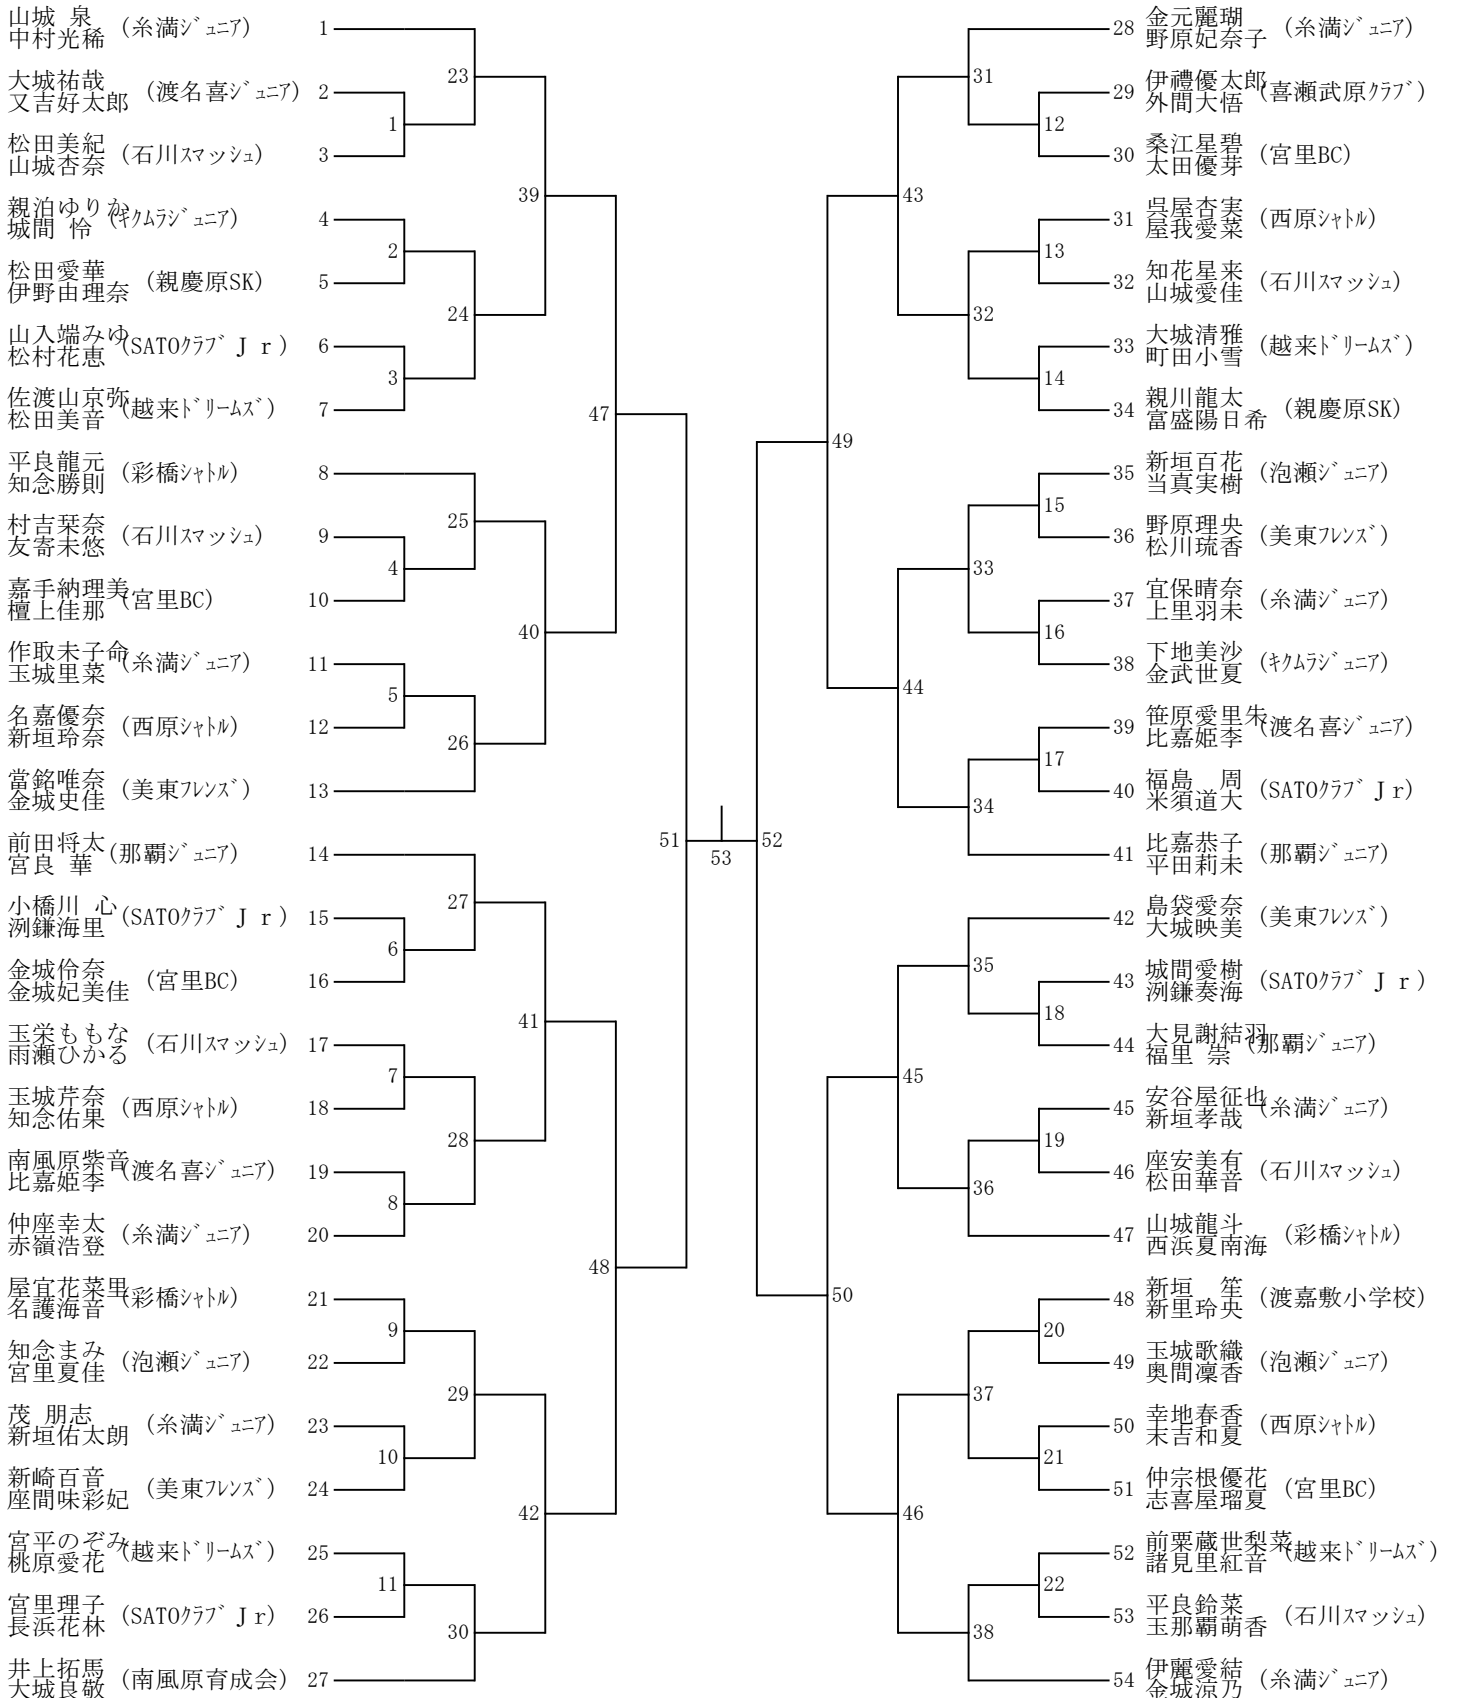 山城 泉
中村光稀 (糸満ｼﾞｭﾆｱ) 1
大城祐哉
又吉好太郎 (渡名喜ｼﾞｭﾆｱ) 2
松田美紀
山城杏奈 (石川ｽﾏｯｼｭ) 3
親泊ゆりか
城間 怜 (ｷｸﾑﾗｼﾞｭﾆｱ) 4
松田愛華
伊野由理奈 (親慶原SK) 5
山入端みゆ
松村花恵 (SATOｸﾗﾌﾞＪｒ) 6
佐渡山京弥
松田美音 (越来ﾄﾞﾘｰﾑｽﾞ) 7
平良龍元
知念勝則 (彩橋ｼｬﾄﾙ) 8
村吉栞奈
友寄未悠 (石川ｽﾏｯｼｭ) 9
嘉手納理美
檀上佳那 (宮里BC) 10
作取未子命
玉城里菜 (糸満ｼﾞｭﾆｱ) 11
名嘉優奈
新垣玲奈 (西原ｼｬﾄﾙ) 12
當銘唯奈
金城史佳 (美東ﾌﾚﾝｽﾞ) 13
前田将太
宮良 華 (那覇ｼﾞｭﾆｱ) 14
小橋川 心
洌鎌海里 (SATOｸﾗﾌﾞＪｒ) 15
金城伶奈
金城妃美佳 (宮里BC) 16
玉栄ももな
雨瀬ひかる (石川ｽﾏｯｼｭ) 17
玉城芹奈
知念佑果 (西原ｼｬﾄﾙ) 18
南風原紫音
比嘉姫李 (渡名喜ｼﾞｭﾆｱ) 19
仲座幸太
赤嶺浩登 (糸満ｼﾞｭﾆｱ) 20
屋宜花菜里
名護海音 (彩橋ｼｬﾄﾙ) 21
知念まみ
宮里夏佳 (泡瀬ｼﾞｭﾆｱ) 22
茂 朋志
新垣佑太朗 (糸満ｼﾞｭﾆｱ) 23
新崎百音
座間味彩妃 (美東ﾌﾚﾝｽﾞ) 24
宮平のぞみ
桃原愛花 (越来ﾄﾞﾘｰﾑｽﾞ) 25
宮里理子
長浜花林 (SATOｸﾗﾌﾞＪr) 26
井上拓馬
大城良敬 (南風原育成会) 27
1
2
3
4
5
6
7
8
9
10
11
23
24
25
26
27
28
29
30
39
40
41
42
47
48
51
53
52
49
50
43
44
45
46
31
32
33
34
35
36
37
38
12
13
14
15
16
17
18
19
20
21
22
金元麗瑚
28 野原妃奈子 (糸満ｼﾞｭﾆｱ)
伊禮優太郎
29 外間大悟 (喜瀬武原ｸﾗﾌﾞ)
桑江星碧
30 太田優芽 (宮里BC)
呉屋杏実
31 屋我愛菜 (西原ｼｬﾄﾙ)
知花星来
32 山城愛佳 (石川ｽﾏｯｼｭ)
大城清雅
33 町田小雪 (越来ﾄﾞﾘｰﾑｽﾞ)
親川龍太
34 富盛陽日希 (親慶原SK)
新垣百花
35 当真実樹 (泡瀬ｼﾞｭﾆｱ)
野原理央
36 松川琉香 (美東ﾌﾚﾝｽﾞ)
宜保晴奈
37 上里羽未 (糸満ｼﾞｭﾆｱ)
下地美沙
38 金武世夏 (ｷｸﾑﾗｼﾞｭﾆｱ)
笹原愛里朱
39 比嘉姫李 (渡名喜ｼﾞｭﾆｱ)
福島　周
40 米須道大 (SATOｸﾗﾌﾞＪr)
比嘉恭子
41 平田莉未 (那覇ｼﾞｭﾆｱ)
島袋愛奈
42 大城映美 (美東ﾌﾚﾝｽﾞ)
城間愛樹
43 洌鎌奏海 (SATOｸﾗﾌﾞＪｒ)
大見謝結羽
44 福里 崇 (那覇ｼﾞｭﾆｱ)
安谷屋征也
45 新垣孝哉 (糸満ｼﾞｭﾆｱ)
座安美有
46 松田華音 (石川ｽﾏｯｼｭ)
山城龍斗
47 西浜夏南海 (彩橋ｼｬﾄﾙ)
新垣　笙
48 新里玲央 (渡嘉敷小学校)
玉城歌織
49 奥間凜香 (泡瀬ｼﾞｭﾆｱ)
幸地春香
50 末吉和夏 (西原ｼｬﾄﾙ)
仲宗根優花
51 志喜屋瑠夏 (宮里BC)
前栗蔵世梨菜
52 諸見里紅音 (越来ﾄﾞﾘｰﾑｽﾞ)
平良鈴菜
53 玉那覇萌香 (石川ｽﾏｯｼｭ)
伊麗愛結
54 金城涼乃 (糸満ｼﾞｭﾆｱ)